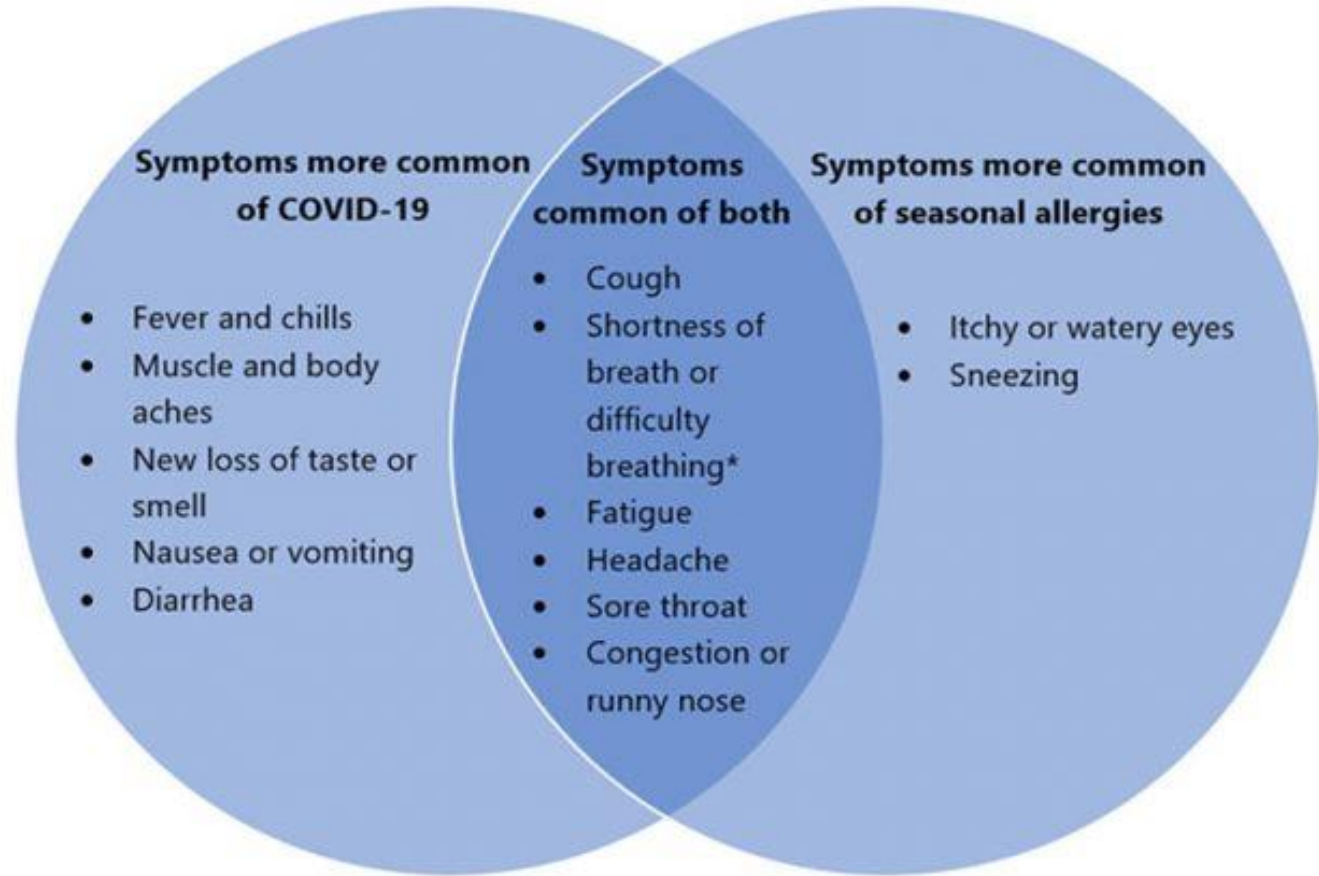 Symptoms more common
of COVID-19
• Fever and chills
• Muscle and body
aches
• New loss of taste or
smell
• Nausea or vomiting
• Diarrhea
Symptoms
common of both
• Cough
• Shortness of
breath or
difficulty
breathing*
• Fatigue
• Headache
• Sore throat
• Congestion or
runny nose
Symptoms more common
of seasonal allergies
• Itchy or watery eyes
• Sneezing